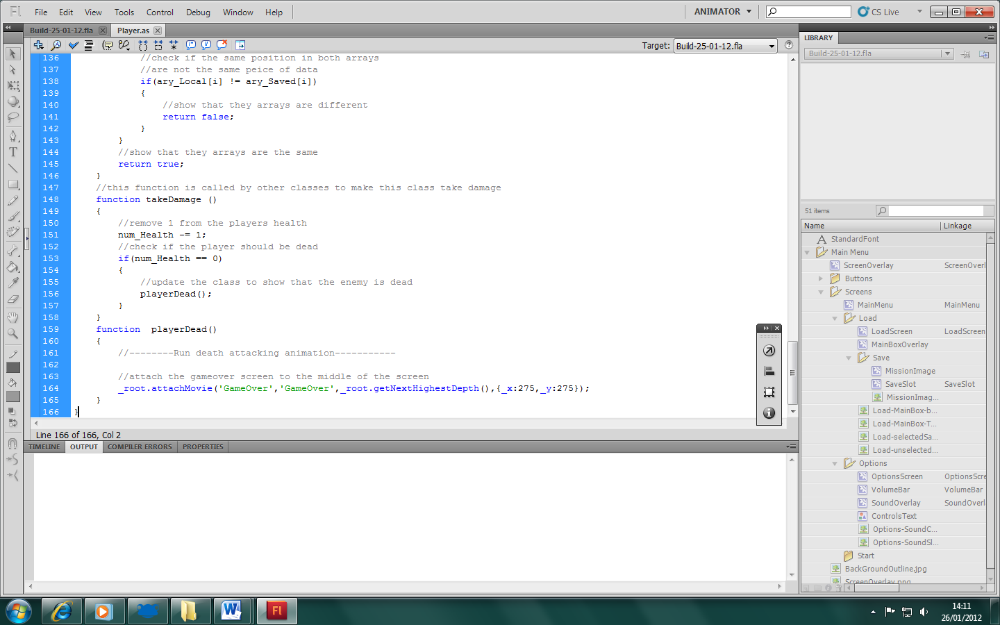 Fl File Edit View Tools Control Debug Window Help ANIMATOR CS Live
Build-25-01-12.fla Player.as
Target: Build-25-01-12.fla
136 //check if the same position in both arrays
137 //are not the same peice of data
138 if(ary_Local[i] != ary_Saved[i])
139 {
140 //show that they arrays are different
141 return false;
142 }
143 }
144 //show that they arrays are the same
145 return true;
146 }
147 //this function is called by other classes to make this class take damage
148 function takeDamage ()
149 {
150 //remove 1 from the players health
151 num_Health -= 1;
152 //check if the player should be dead
153 if(num_Health == 0)
154 {
155 //update the class to show that the enemy is dead
156 playerDead();
157 }
158 }
159 function  playerDead()
160 {
161 //--------Run death attacking animation-----------
162
163 //attach the gameover screen to the middle of the screen
164 _root.attachMovie('GameOver','GameOver',_root.getNextHighestDepth(),{_x:275,_y:275});
165 }
166 }
Line 166 of 166, Col 2
TIMELINE OUTPUT COMPILER ERRORS PROPERTIES
LIBRARY
Build-25-01-12.fla
51 items
Name Linkage
StandardFont
Main Menu
ScreenOverlay ScreenOverl
Buttons
Screens
MainMenu MainMenu
Load
LoadScreen LoadScreen
MainBoxOverlay
Save
MissionImage
SaveSlot SaveSlot
MissionImag...
Load-MainBox-b...
Load-MainBox-T...
Load-selectedSa...
Load-unselected...
Options
OptionsScreen OptionsScre
VolumeBar VolumeBar
SoundOverlay SoundOverl
ControlsText
Options-SoundC...
Options-SoundSl...
Start
BackGroundOutline.jpg
ScreenOverlay.png
Fl
14:11
26/01/2012